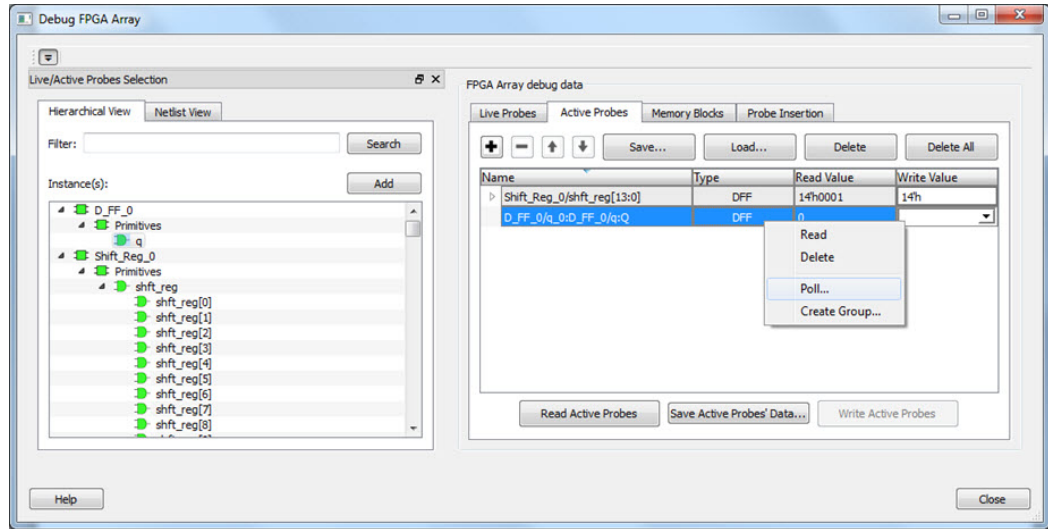 Debug FPGA Array
Live/Active Probes Selection
Hierarchical View Netlist View
Filter: Search
Instance(s): Add
D_FF_0
Primitives
q
Shift_Reg_0
Primitives
shft_reg
shft_reg[0]
shft_reg[1]
shft_reg[2]
shft_reg[3]
shft_reg[4]
shft_reg[5]
shft_reg[6]
shft_reg[7]
shft_reg[8]
FPGA Array debug data
Live Probes Active Probes Memory Blocks Probe Insertion
Save... Load... Delete Delete All
Name Type Read Value Write Value
Shift_Reg_0/shft_reg[13:0] DFF 14'h0001 14'h
D_FF_0/q_0:D_FF_0/q:Q DFF 0
Read
Delete
Poll...
Create Group...
Read Active Probes Save Active Probes' Data... Write Active Probes
Help Close